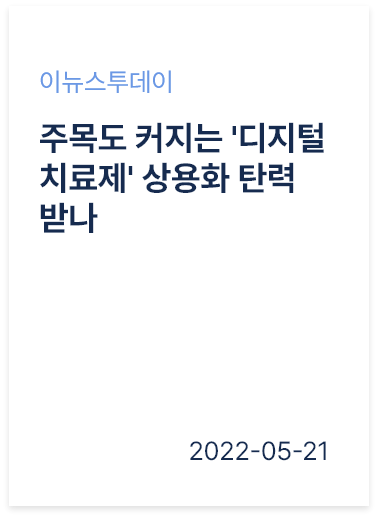 이뉴스투데이
주목도 커지는 '디지털
치료제' 상용화 탄력
받나
2022-05-21